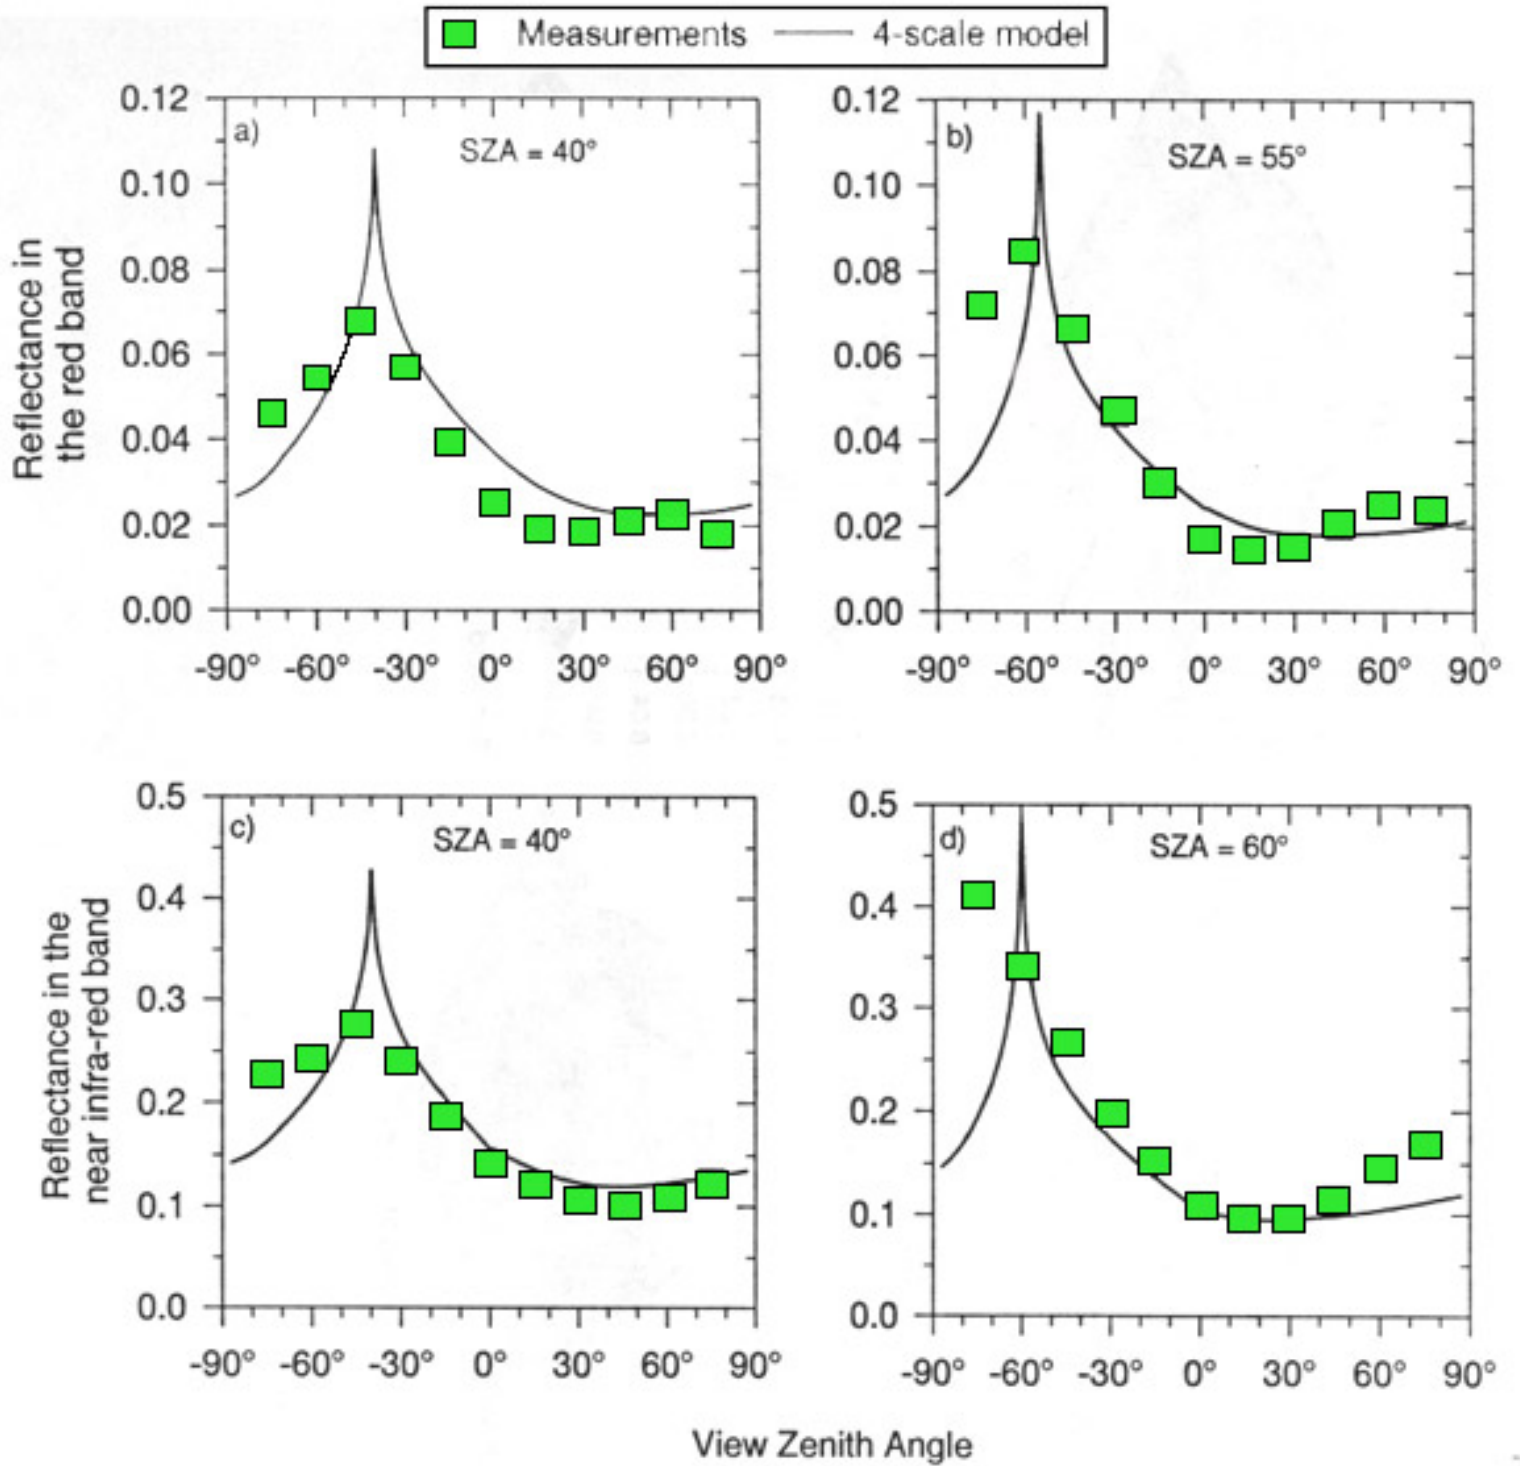 Measurements 4-scale model
Reflectance in
the red band
a)
SZA = 40°
0.12
0.10
0.08
0.06
0.04
0.02
0.00
-90° -60° -30° 0° 30° 60° 90°
b)
SZA = 55°
0.12
0.10
0.08
0.06
0.04
0.02
0.00
-90° -60° -30° 0° 30° 60° 90°
Reflectance in the
near infra-red band
c)
SZA = 40°
0.5
0.4
0.3
0.2
0.1
0.0
-90° -60° -30° 0° 30° 60° 90°
d)
SZA = 60°
0.5
0.4
0.3
0.2
0.1
0.0
-90° -60° -30° 0° 30° 60° 90°
View Zenith Angle